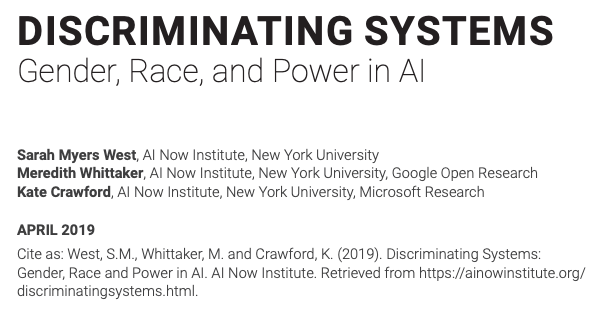 DISCRIMINATING SYSTEMS
Gender, Race, and Power in AI
Sarah Myers West, AI Now Institute, New York University
Meredith Whittaker, AI Now Institute, New York University, Google Open Research
Kate Crawford, AI Now Institute, New York University, Microsoft Research
APRIL 2019
Cite as: West, S.M., Whittaker, M. and Crawford, K. (2019). Discriminating Systems:
Gender, Race and Power in AI. AI Now Institute. Retrieved from https://ainowinstitute.org/
discriminatingsystems.html.